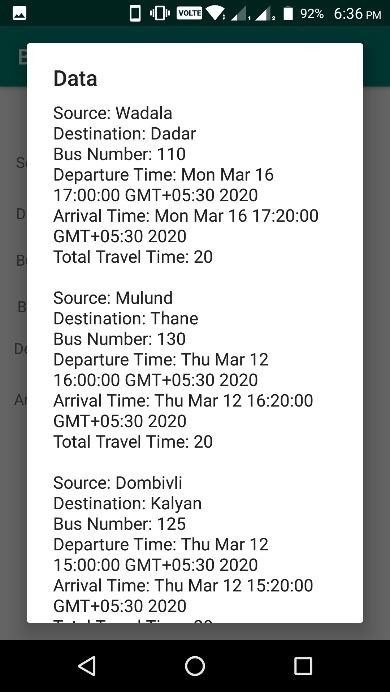 VOLTE 92% 6:36 PM
B
Data
Source: Wadala
Destination: Dadar
Bus Number: 110
Departure Time: Mon Mar 16
17:00:00 GMT+05:30 2020
Arrival Time: Mon Mar 16 17:20:00
GMT+05:30 2020
Total Travel Time: 20
Source: Mulund
Destination: Thane
Bus Number: 130
Departure Time: Thu Mar 12
16:00:00 GMT+05:30 2020
Arrival Time: Thu Mar 12 16:20:00
GMT+05:30 2020
Total Travel Time: 20
Source: Dombivli
Destination: Kalyan
Bus Number: 125
Departure Time: Thu Mar 12
15:00:00 GMT+05:30 2020
Arrival Time: Thu Mar 12 15:20:00
GMT+05:30 2020
Total Travel Time: